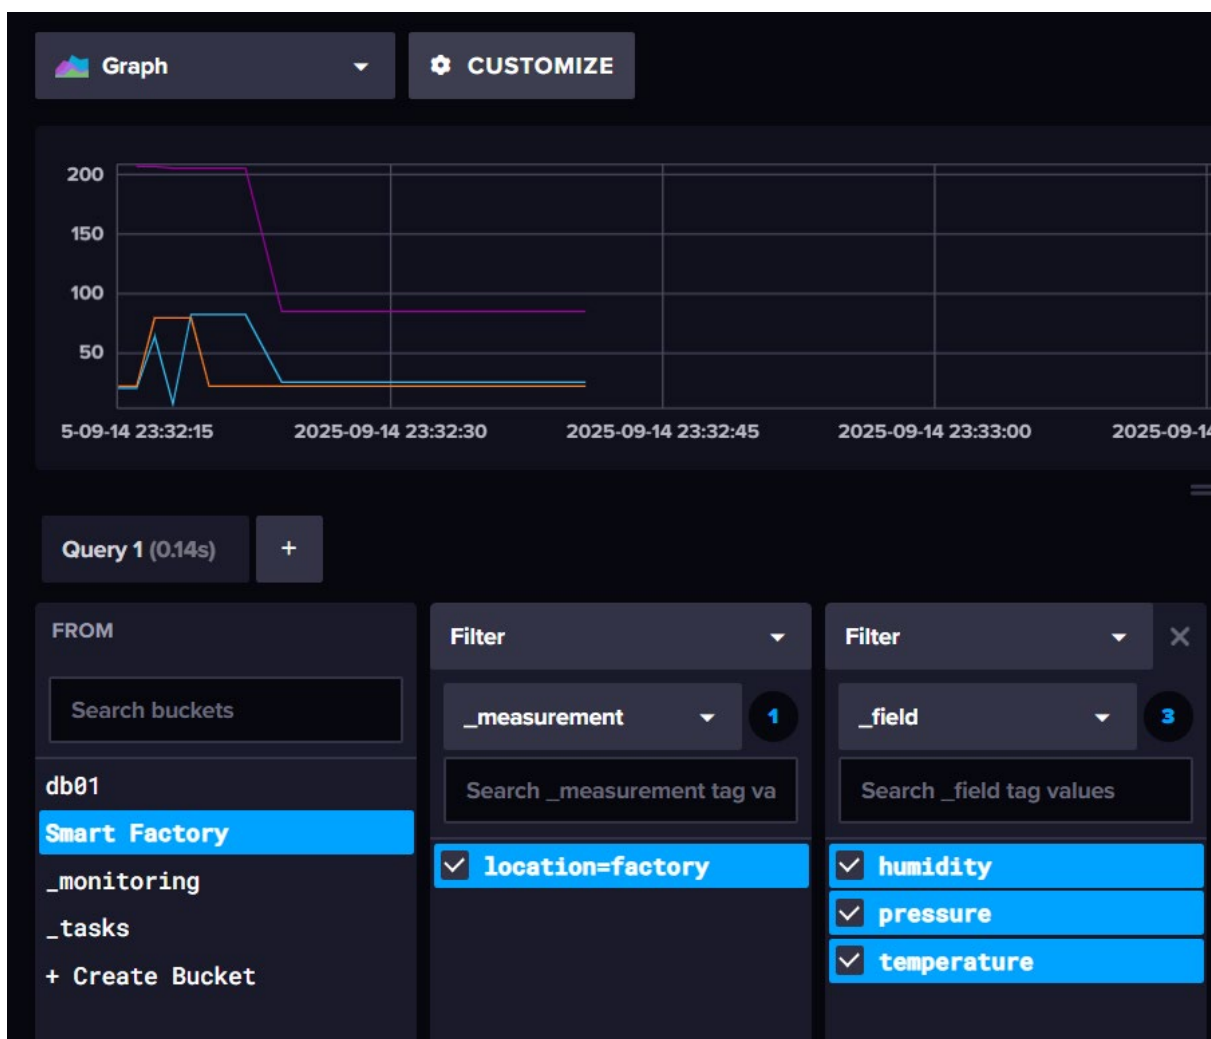 Graph
CUSTOMIZE
200
150
100
50
5-09-14 23:32:15
2025-09-14 23:32:30
2025-09-14 23:32:45
2025-09-14 23:33:00
2025-09-14
Query 1 (0.14s)
+
FROM
Search buckets
db01
Smart Factory
_monitoring
_tasks
+ Create Bucket
Filter
_measurement
1
Search _measurement tag va
location=factory
Filter
_field
3
Search _field tag values
humidity
pressure
temperature